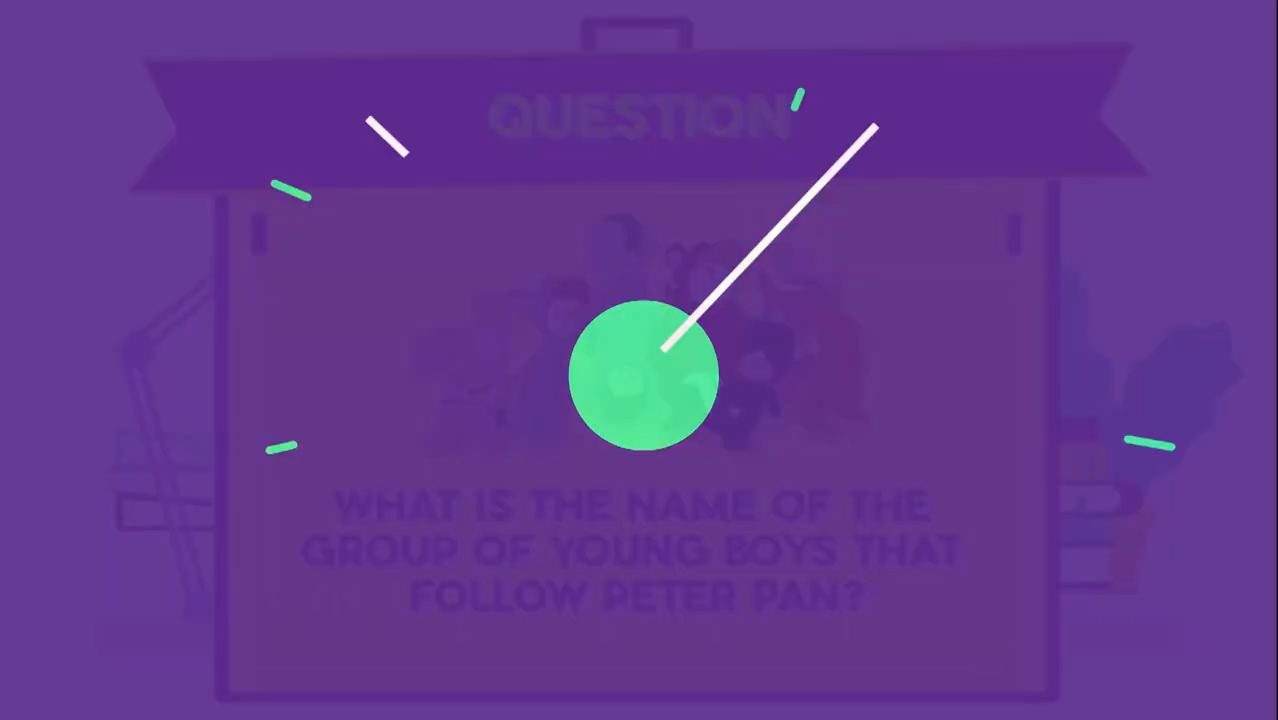 QUESTION
WHAT IS THE NAME OF THE
GROUP OF YOUNG BOYS THAT
FOLLOW PETER PAN?